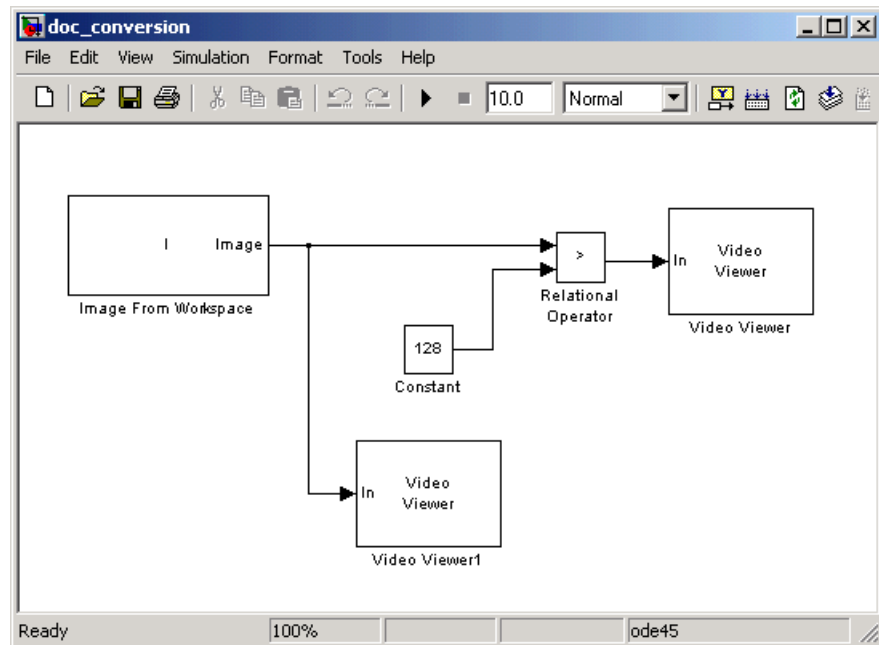 doc_conversion
File Edit View Simulation Format Tools Help
10.0 Normal
I Image
Image From Workspace
>
Relational
Operator
In Video
Viewer
Video Viewer
128
Constant
In Video
Viewer
Video Viewer1
Ready 100% ode45